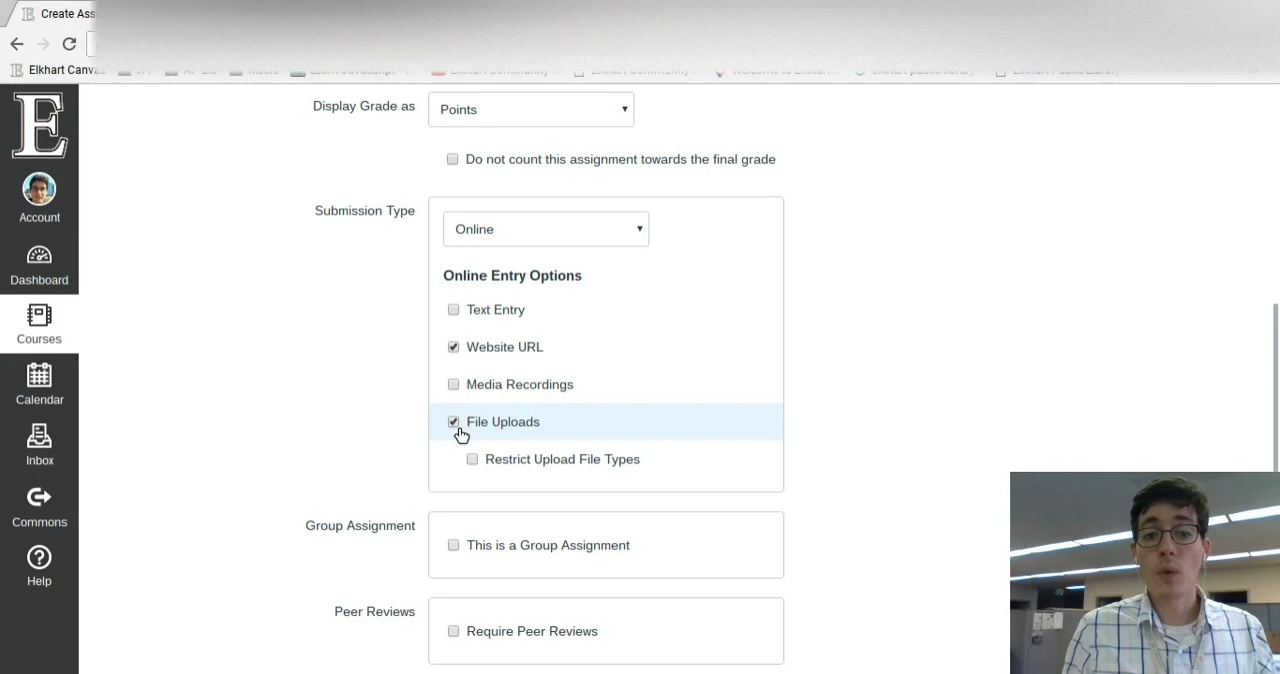 Create Ass
Elkhart Canvas
E
Display Grade as
Points
Do not count this assignment towards the final grade
Submission Type
Online
Online Entry Options
Text Entry
Website URL
Media Recordings
File Uploads
Restrict Upload File Types
Group Assignment
This is a Group Assignment
Peer Reviews
Require Peer Reviews
Account
Dashboard
Courses
Calendar
Inbox
Commons
Help